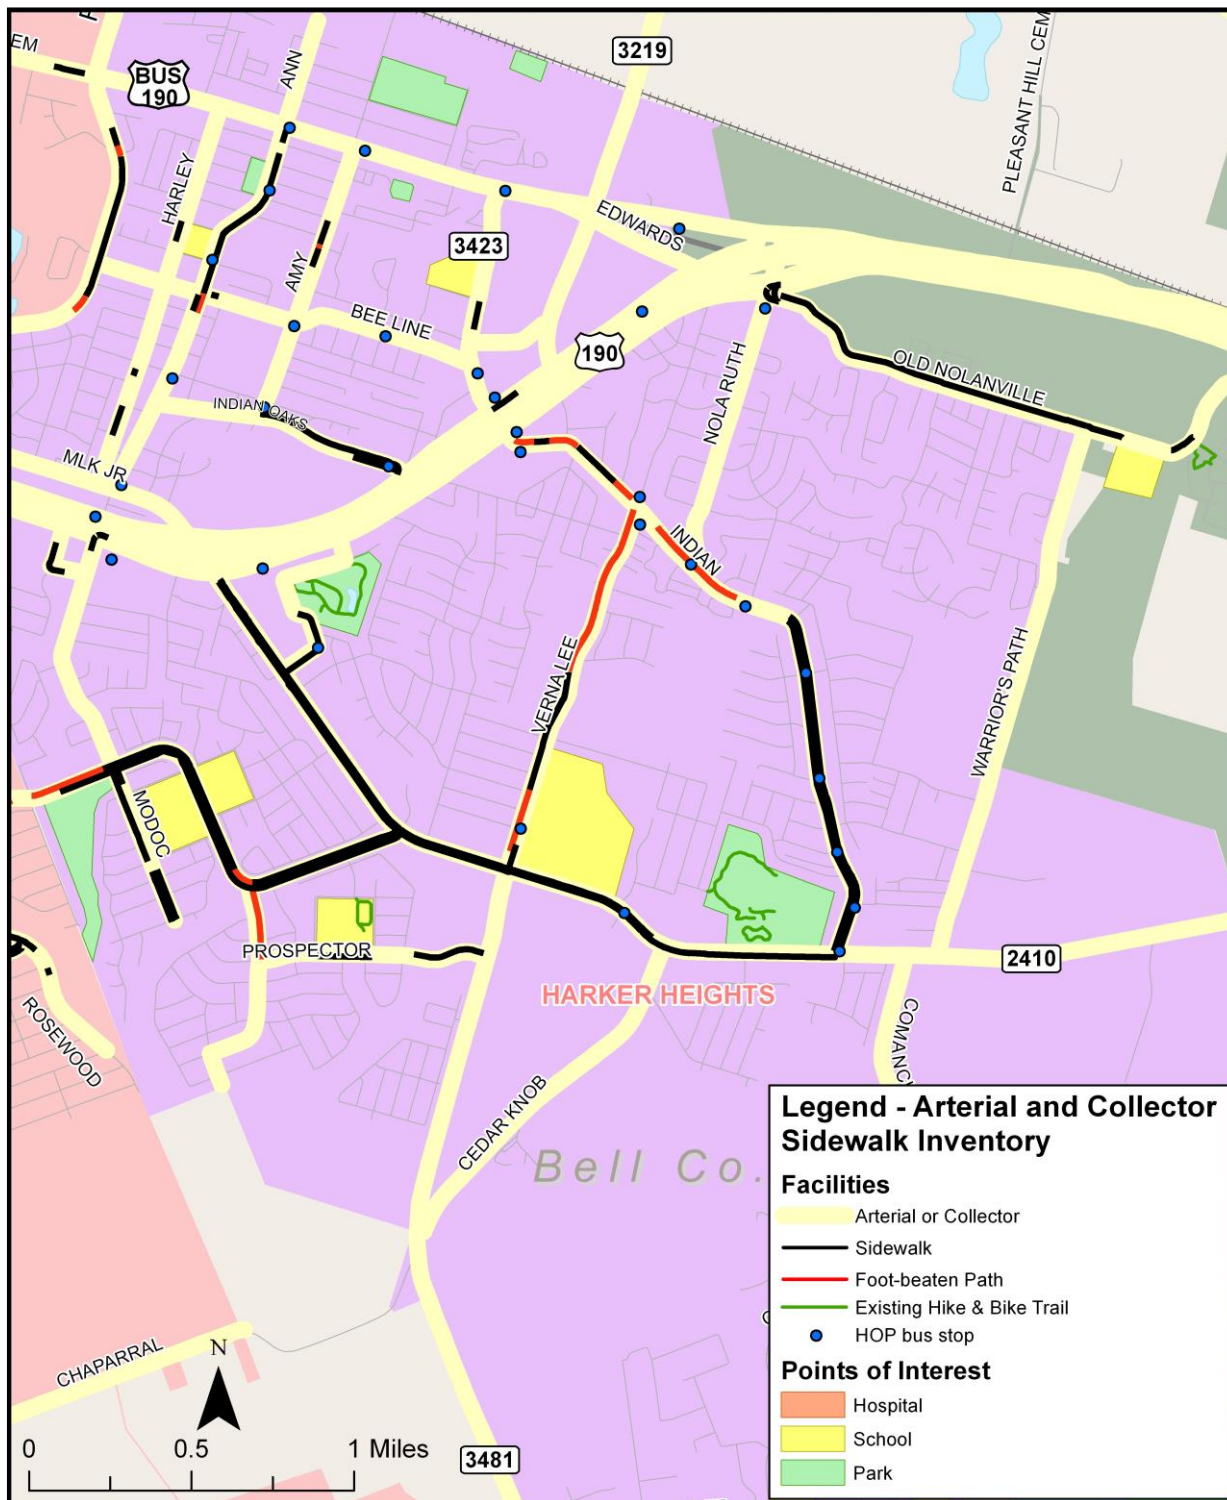 EM
BUS
190
ANN
3219
PLEASANT HILL CEM
HARLEY
EDWARDS
3423
AMY
BEE LINE
190
NOLA RUTH
OLD NOLANVILLE
INDIAN OAKS
MLK JR
INDIAN
VERNA LEE
WARRIOR'S PATH
MODOC
PROSPECTOR
2410
HARKER HEIGHTS
ROSEWOOD
COMANCH
CEDAR KNOB
Bell Co.
Legend - Arterial and Collector
Sidewalk Inventory
Facilities
Arterial or Collector
Sidewalk
Foot-beaten Path
Existing Hike & Bike Trail
HOP bus stop
Points of Interest
Hospital
School
Park
CHAPARRAL
N
0 0.5 1 Miles
3481